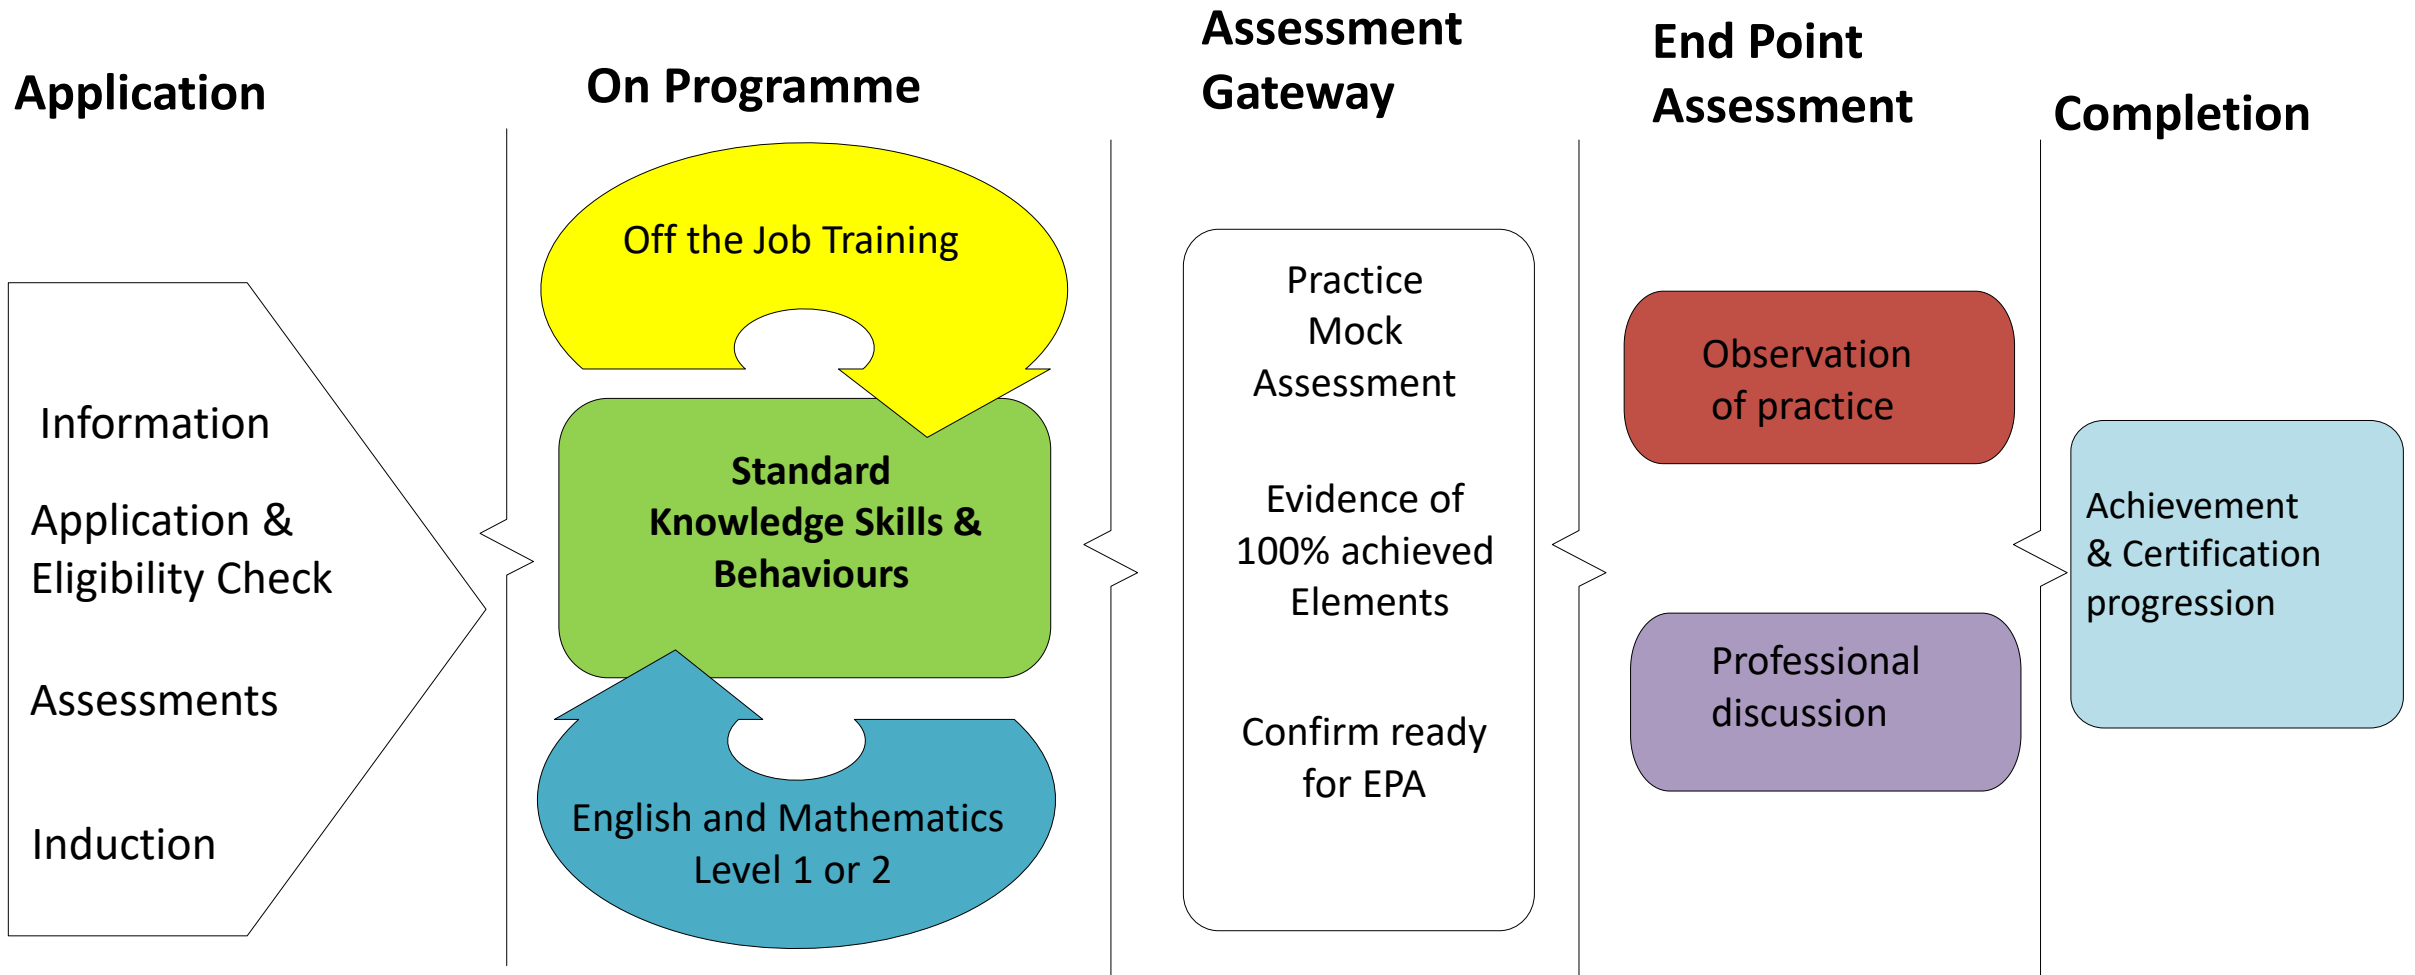 Application
Information
Application &
Eligibility Check
Assessments
Induction
On Programme
Off the Job Training
Standard
Knowledge Skills &
Behaviours
English and Mathematics
Level 1 or 2
Assessment
Gateway
Practice
Mock
Assessment
Evidence of
100% achieved
Elements
Confirm ready
for EPA
End Point
Assessment
Observation
of practice
Professional
discussion
Completion
Achievement
& Certification
progression